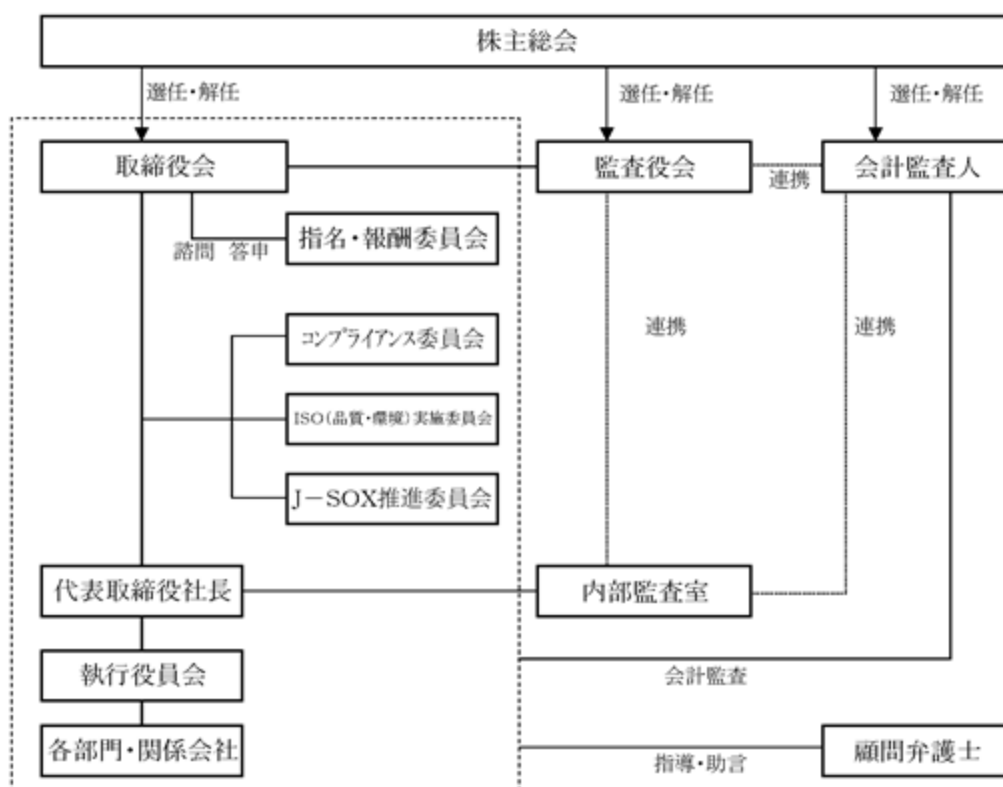 株主総会
選任・解任
選任・解任
選任・解任
取締役会
監査役会
会計監査人
連携
指名・報酬委員会
諮問 答申
コンプライアンス委員会
連携
連携
ISO(品質・環境)実施委員会
J－SOX推進委員会
代表取締役社長
内部監査室
執行役員会
会計監査
各部門・関係会社
顧問弁護士
指導・助言